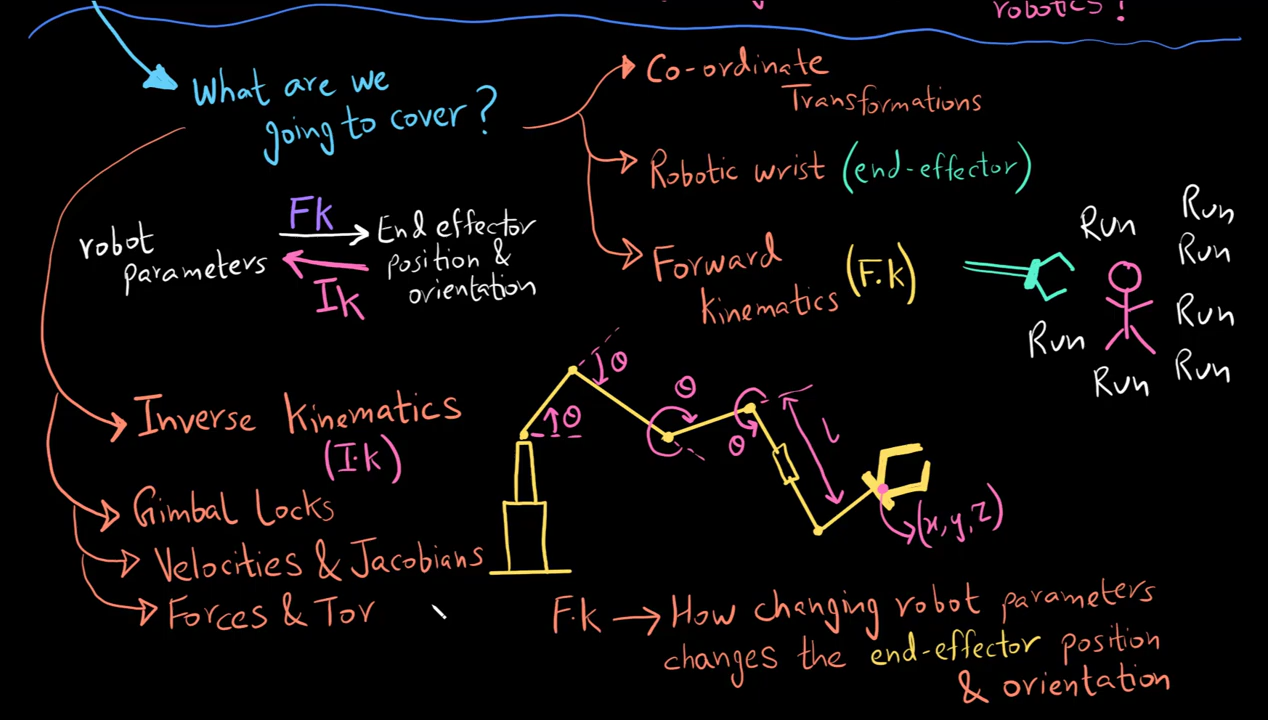 robotics!
What are we
going to cover?
Co-ordinate
Transformations
Robotic wrist (end-effector)
Forward
kinematics (F.k)
robot
parameters
Fk
Ik
End effector
position &
orientation
Run
Run
Run
Run
Run
Run
Run
Inverse Kinematics
(I.k)
Gimbal Locks
Velocities & Jacobians
Forces & Tor
θ
θ
θ
θ
l
(x, y, z)
F.k → How changing robot parameters
changes the end-effector position
& orientation